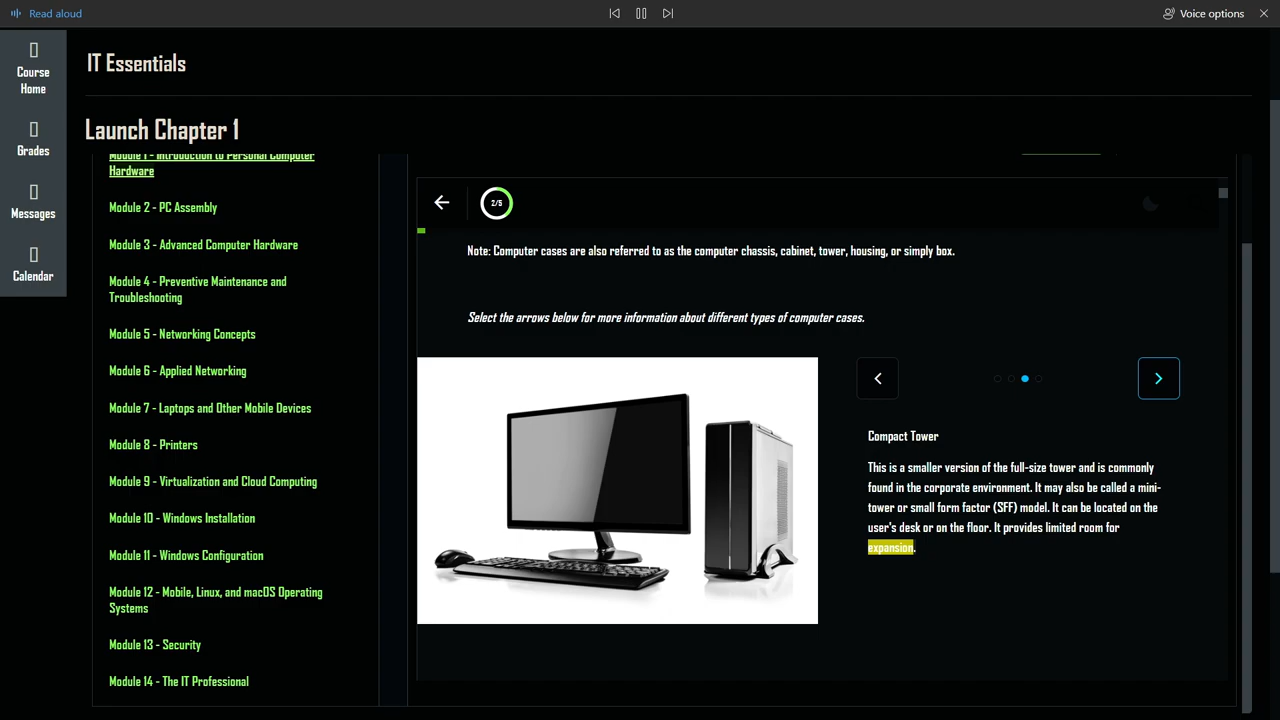 Read aloud
Voice options
Course
Home
Grades
Messages
Calendar
IT Essentials
Launch Chapter 1
Module 1 - Introduction to Personal Computer
Hardware
Module 2 - PC Assembly
Module 3 - Advanced Computer Hardware
Module 4 - Preventive Maintenance and
Troubleshooting
Module 5 - Networking Concepts
Module 6 - Applied Networking
Module 7 - Laptops and Other Mobile Devices
Module 8 - Printers
Module 9 - Virtualization and Cloud Computing
Module 10 - Windows Installation
Module 11 - Windows Configuration
Module 12 - Mobile, Linux, and macOS Operating
Systems
Module 13 - Security
Module 14 - The IT Professional
2/5
Note: Computer cases are also referred to as the computer chassis, cabinet, tower, housing, or simply box.
Select the arrows below for more information about different types of computer cases.
Compact Tower
This is a smaller version of the full-size tower and is commonly
found in the corporate environment. It may also be called a mini-
tower or small form factor (SFF) model. It can be located on the
user's desk or on the floor. It provides limited room for
expansion.